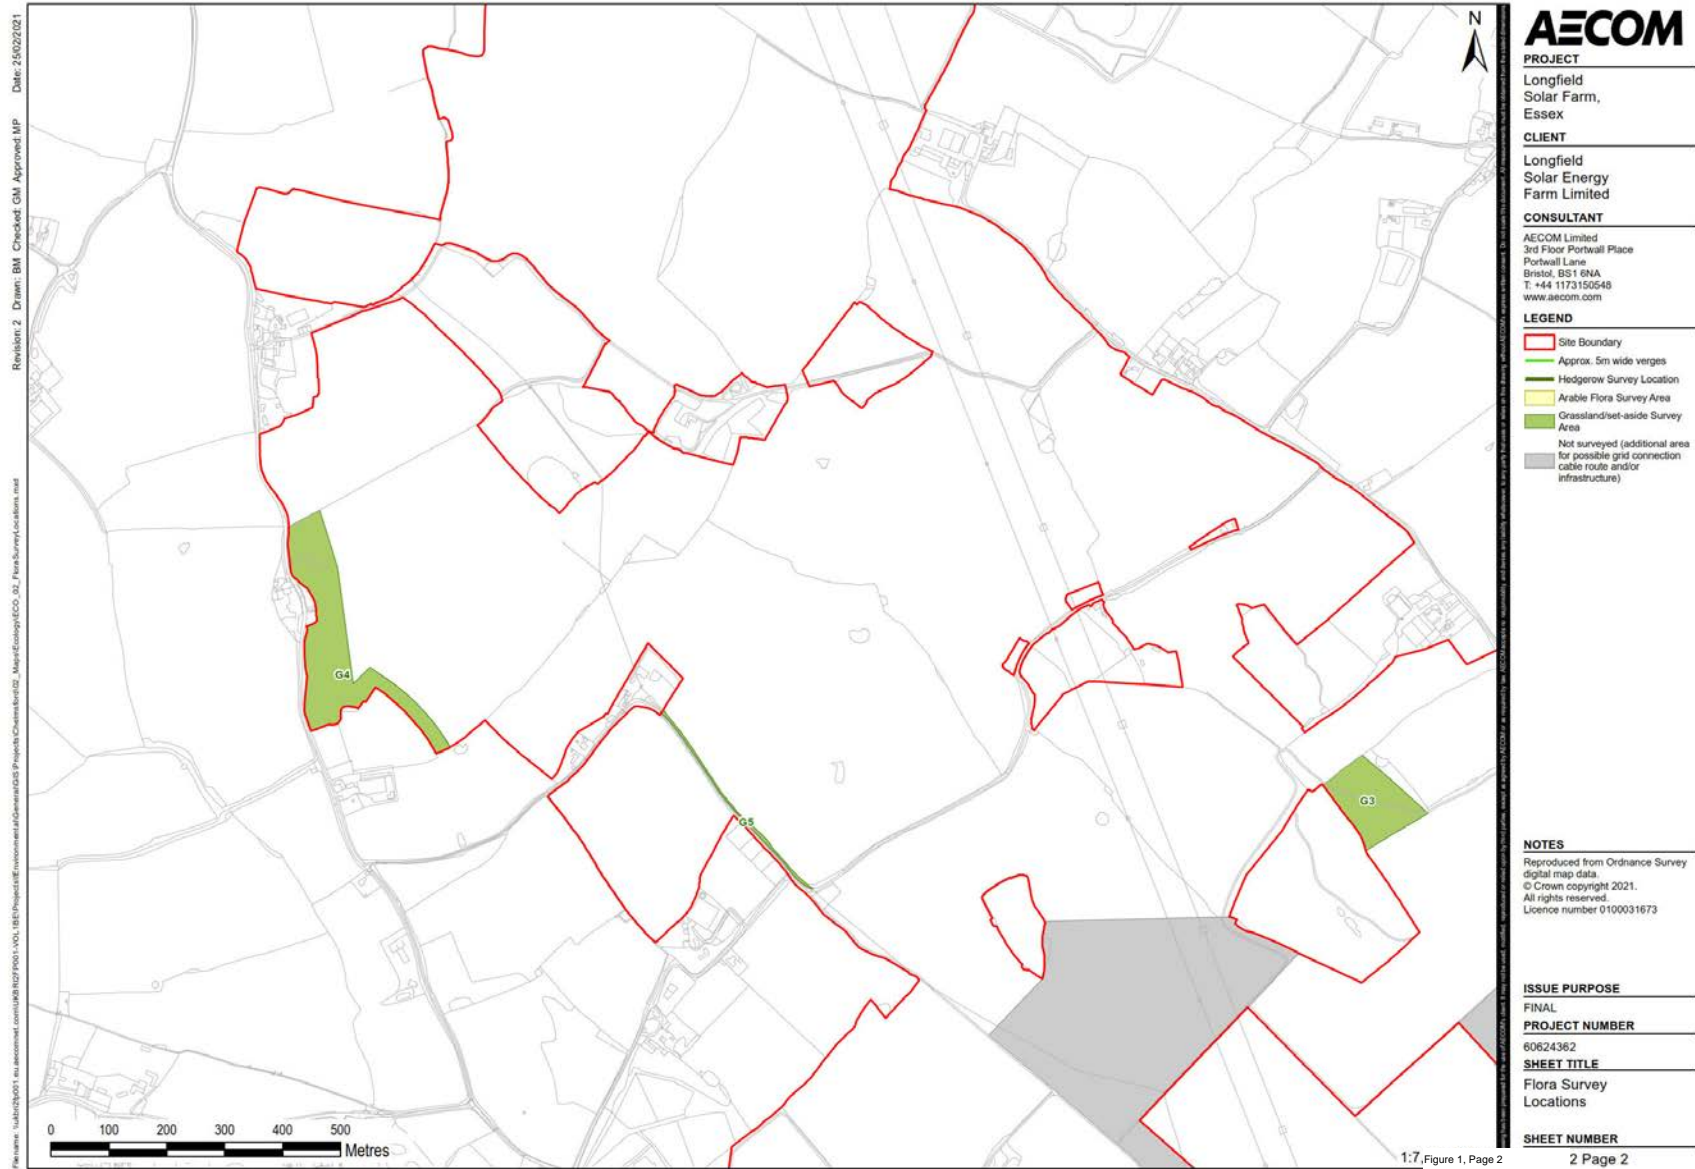 Date: 25/02/2021
Revision: 2 Drawn: BM Checked: GM Approved: MP
N
G4
G5
G3
0 100 200 300 400 500
Metres
1:7,
Figure 1, Page 2
AECOM
PROJECT
Longfield
Solar Farm,
Essex
CLIENT
Longfield
Solar Energy
Farm Limited
CONSULTANT
AECOM Limited
3rd Floor Portwall Place
Portwall Lane
Bristol, BS1 6NA
T: +44 1173150548
www.aecom.com
LEGEND
Site Boundary
Approx. 5m wide verges
Hedgerow Survey Location
Arable Flora Survey Area
Grassland/set-aside Survey
Area
Not surveyed (additional area
for possible grid connection
cable route and/or
infrastructure)
NOTES
Reproduced from Ordnance Survey
digital map data.
© Crown copyright 2021.
All rights reserved.
Licence number 0100031673
ISSUE PURPOSE
FINAL
PROJECT NUMBER
60624362
SHEET TITLE
Flora Survey
Locations
SHEET NUMBER
2 Page 2